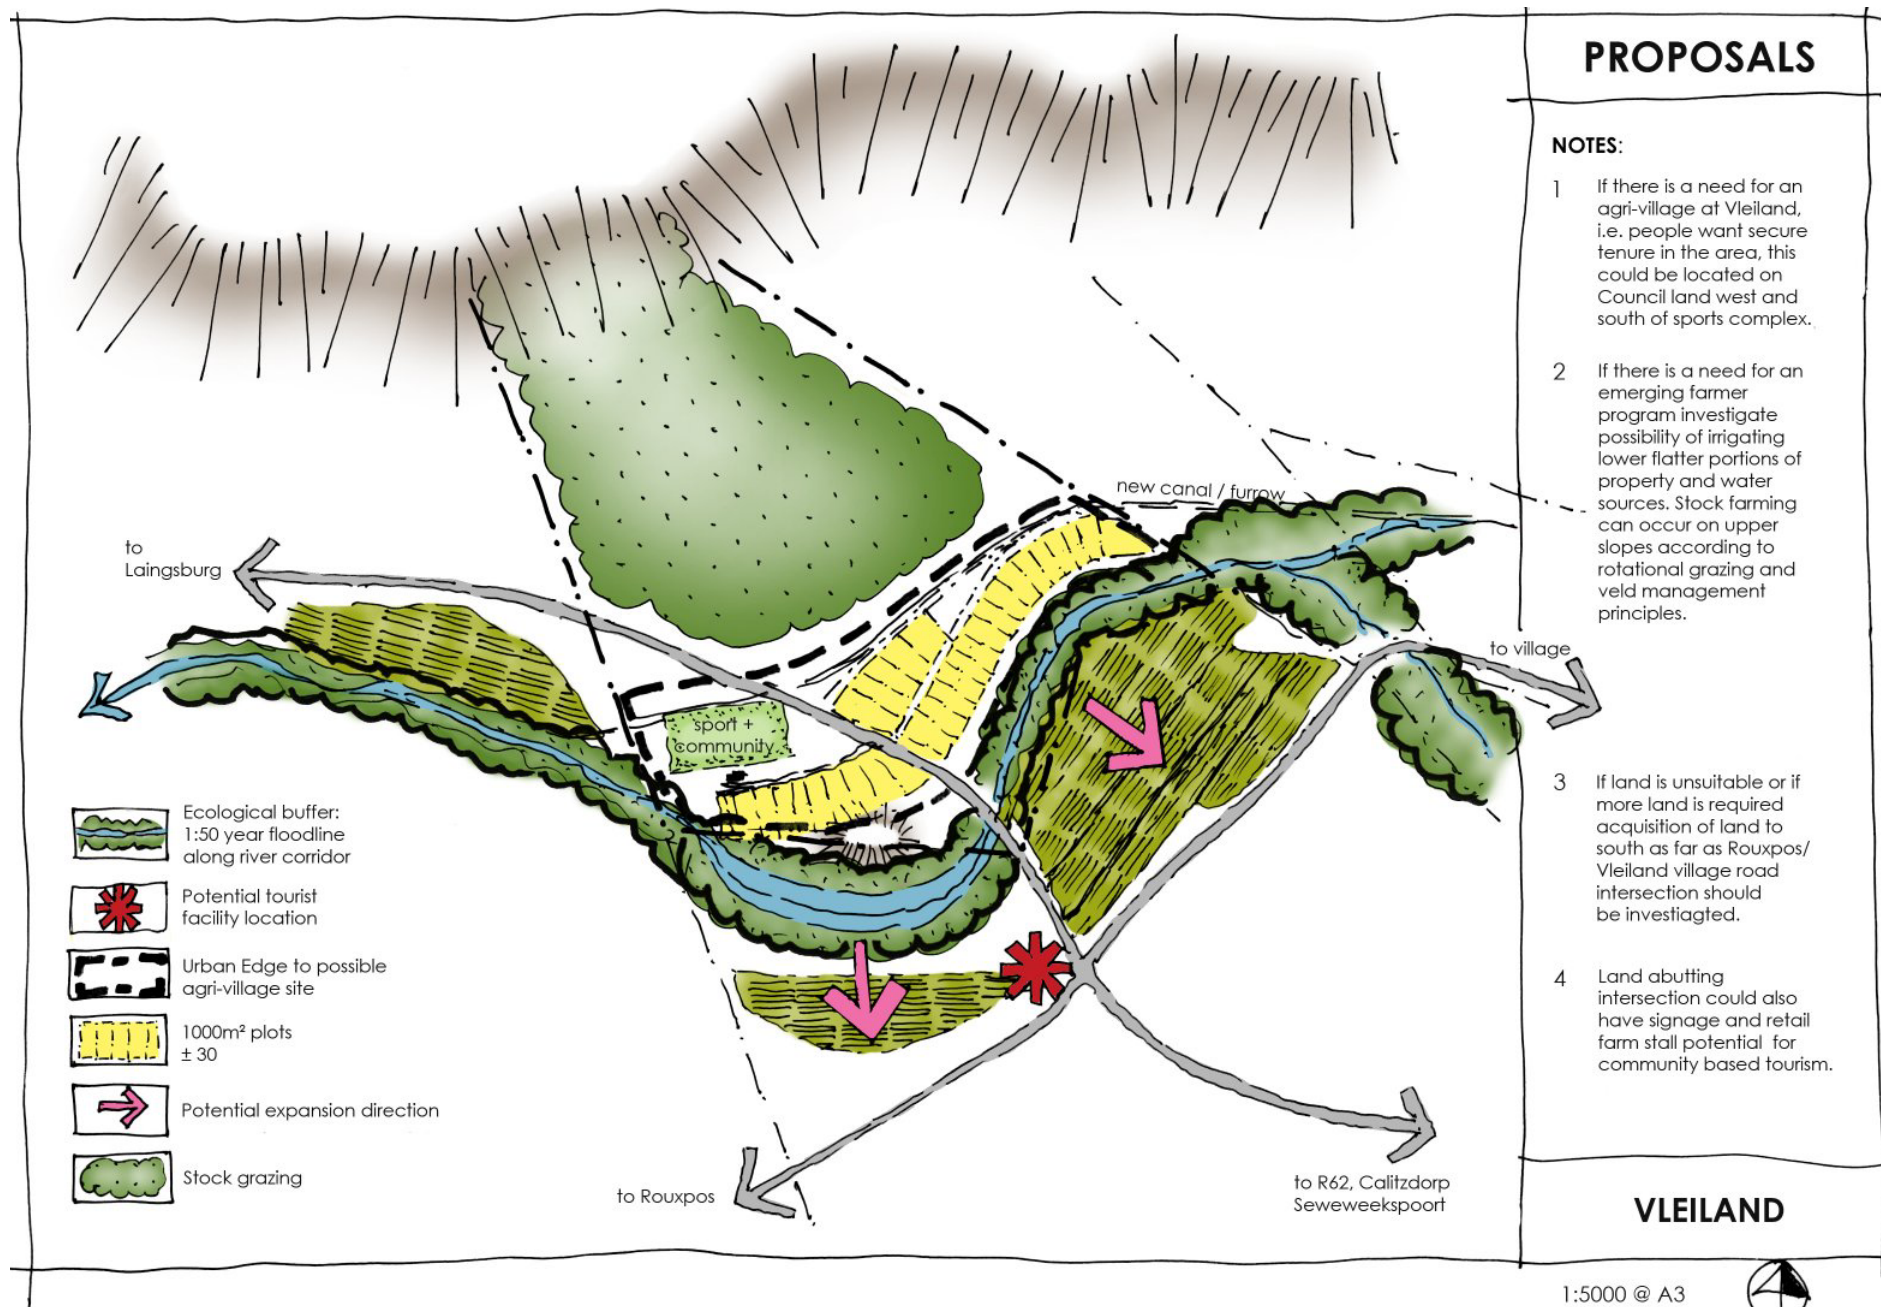 PROPOSALS
NOTES:
1 If there is a need for an
agri-village at Vleiland,
i.e. people want secure
tenure in the area, this
could be located on
Council land west and
south of sports complex.
2 If there is a need for an
emerging farmer
program investigate
possibility of irrigating
lower flatter portions of
property and water
sources. Stock farming
can occur on upper
slopes according to
rotational grazing and
veld management
principles.
3 If land is unsuitable or if
more land is required
acquisition of land to
south as far as Rouxpos/
Vleiland village road
intersection should
be investiagted.
4 Land abutting
intersection could also
have signage and retail
farm stall potential for
community based tourism.
VLEILAND
1:5000 @ A3
new canal / furrow
to
Laingsburg
to village
sport +
community
Ecological buffer:
1:50 year floodline
along river corridor
Potential tourist
facility location
Urban Edge to possible
agri-village site
1000m² plots
± 30
Potential expansion direction
Stock grazing
to Rouxpos
to R62, Calitzdorp
Seweweekspoort